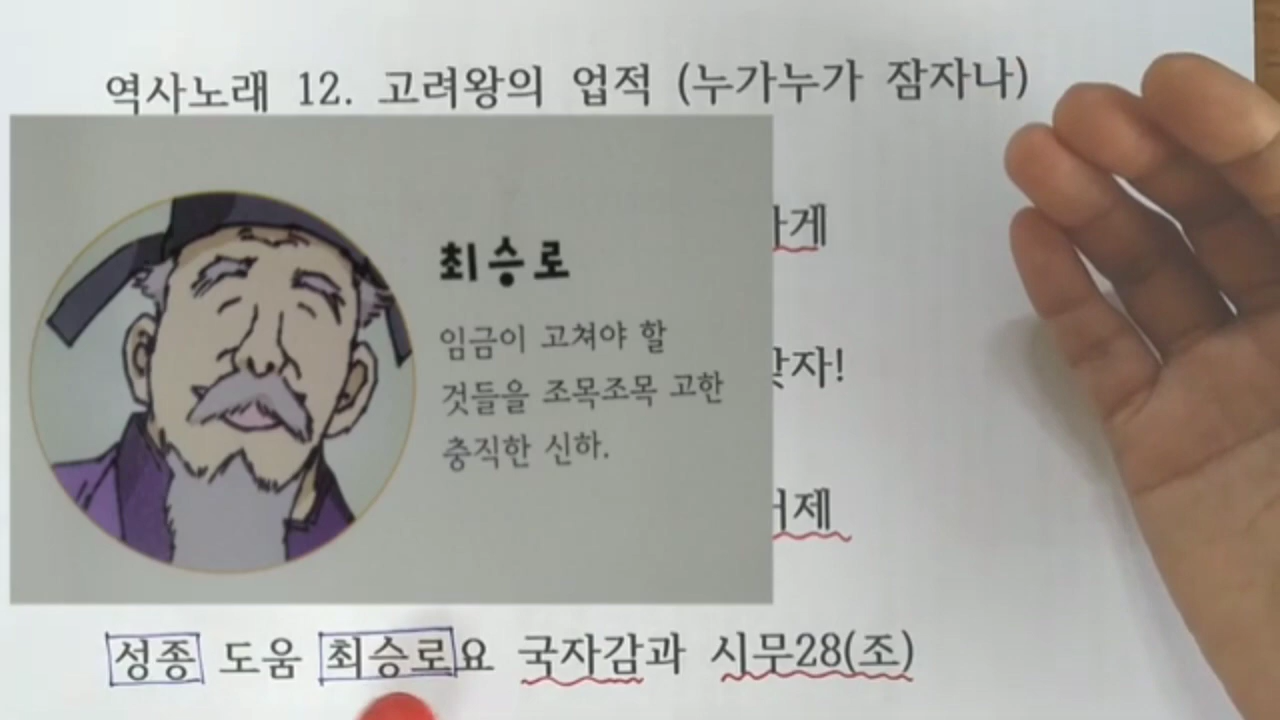 역사노래 12. 고려왕의 업적 (누가누가 잠자나)
게
최승로
임금이 고쳐야 할
자!
것들을 조목조목 고한
충직한 신하.
제
성종 도움 최승로요 국자감과 시무28(조)